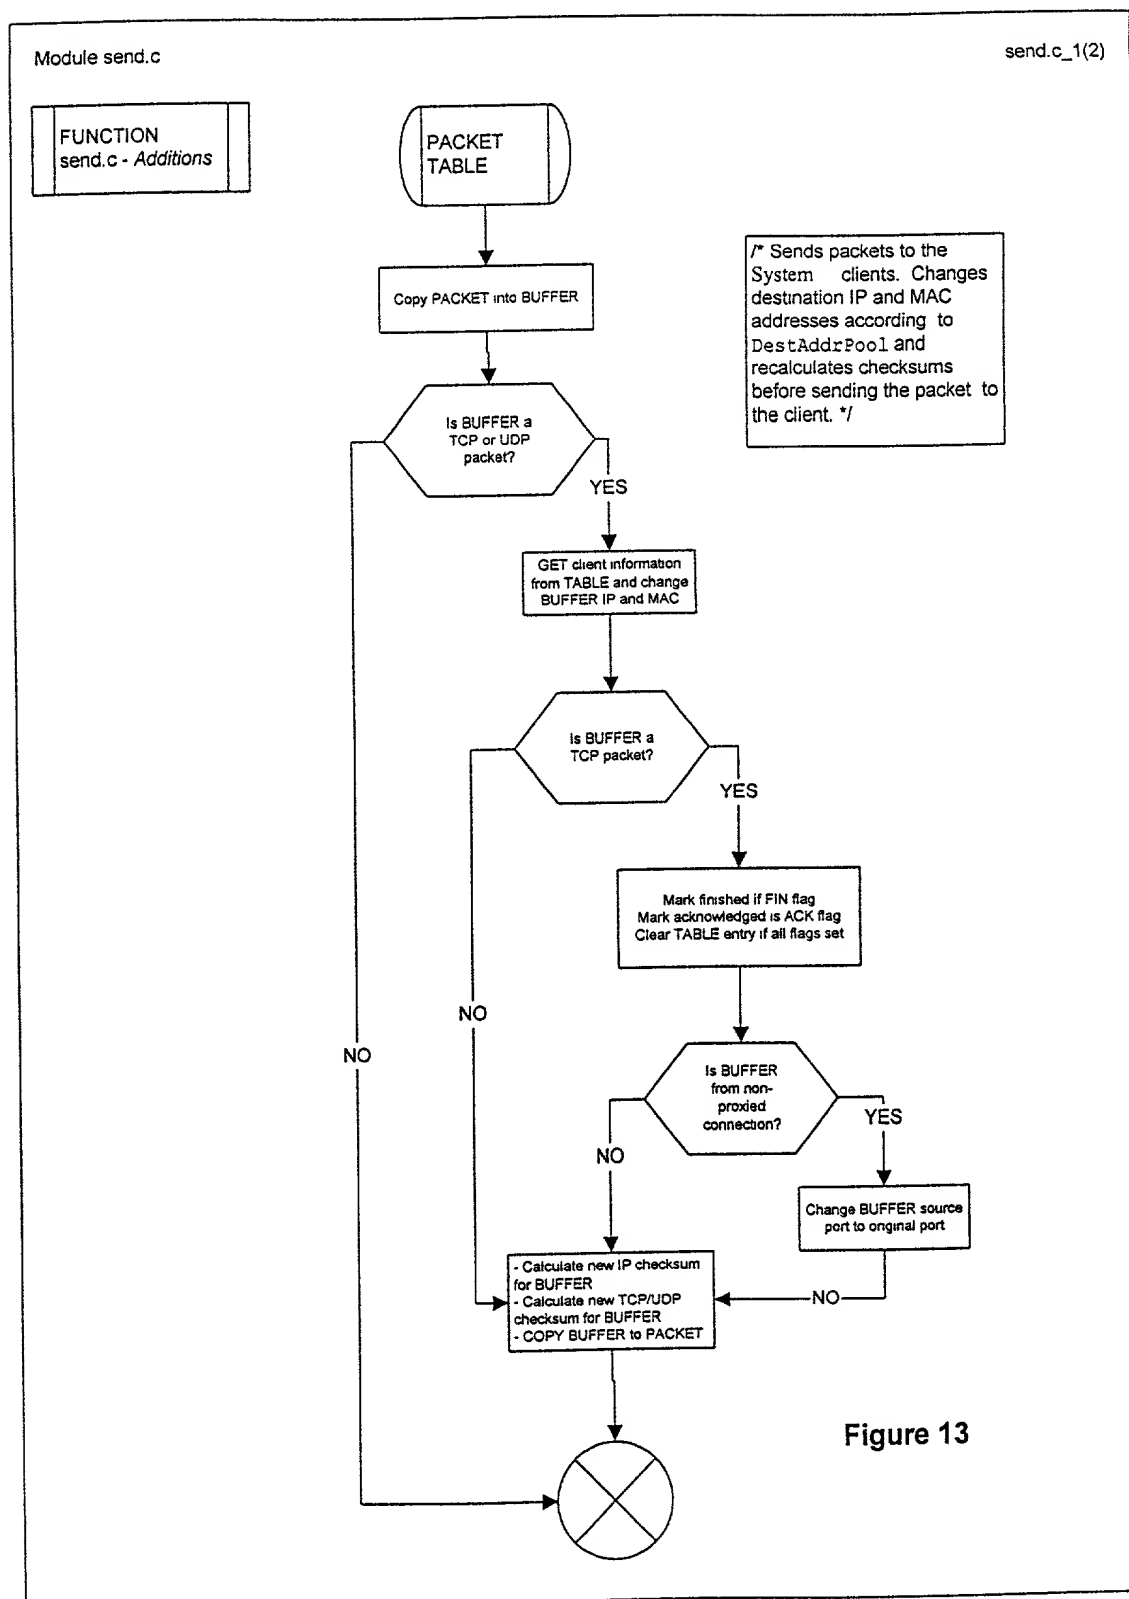 Module send.c
send.c_1(2)
FUNCTION
send.c - Additions
PACKET
TABLE
Copy PACKET into BUFFER
/* Sends packets to the
System clients. Changes
destination IP and MAC
addresses according to
DestAddrPool and
recalculates checksums
before sending the packet to
the client. */
Is BUFFER a
TCP or UDP
packet?
YES
GET client information
from TABLE and change
BUFFER IP and MAC
Is BUFFER a
TCP packet?
YES
Mark finished if FIN flag
Mark acknowledged is ACK flag
Clear TABLE entry if all flags set
NO
NO
Is BUFFER
from non-
proxied
connection?
YES
NO
Change BUFFER source
port to original port
- Calculate new IP checksum
for BUFFER
- Calculate new TCP/UDP
checksum for BUFFER
- COPY BUFFER to PACKET
NO
Figure 13